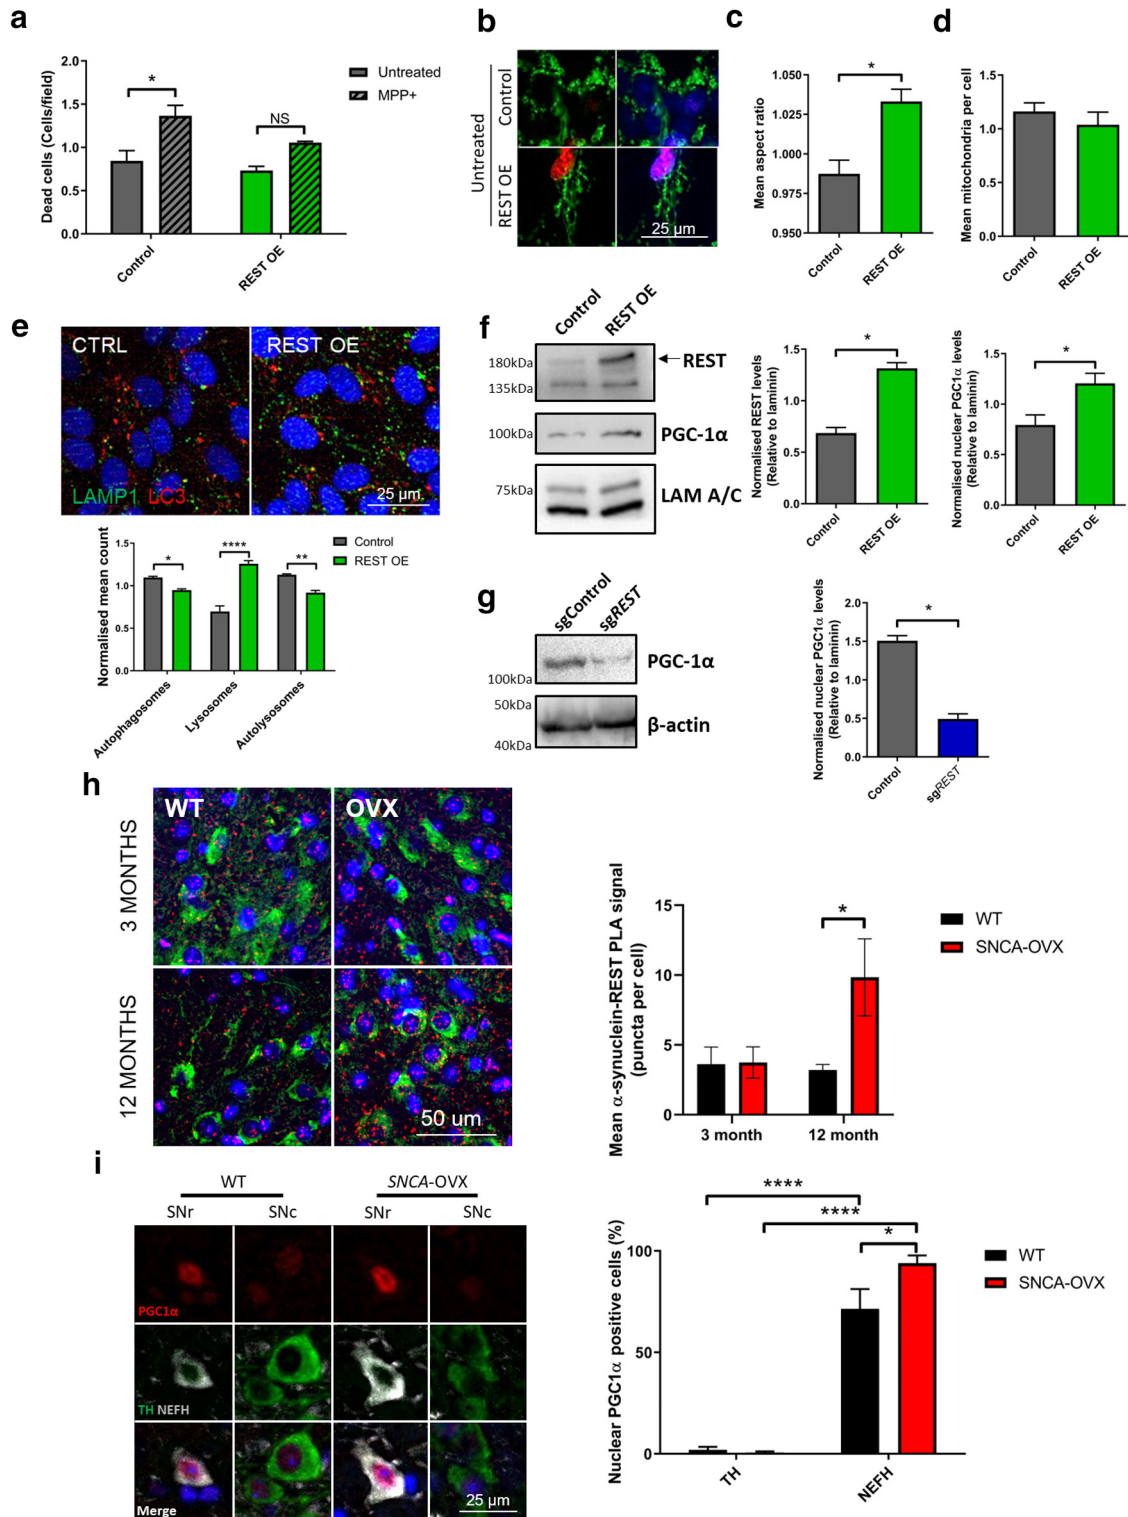 a
Dead cells (Cells/field)
2.0
1.5
1.0
0.5
0.0
*
NS
Control
REST OE
Untreated
MPP+
b
Untreated
Control
REST OE
25 µm
c
Mean aspect ratio
1.050
1.025
1.000
0.975
0.950
*
Control
REST OE
d
Mean mitochondria per cell
1.5
1.0
0.5
0.0
Control
REST OE
e
CTRL
REST OE
LAMP1 LC3
25 µm
Normalised mean count
1.5
1.0
0.5
0.0
*
****
**
Control
REST OE
Autophagosomes
Lysosomes
Autolysosomes
f
Control
REST OE
180kDa
135kDa
REST
100kDa
PGC-1α
75kDa
LAM A/C
Normalised REST levels
(Relative to laminin)
1.5
1.0
0.5
0.0
*
Control
REST OE
Normalised nuclear PGC1α levels
(Relative to laminin)
1.5
1.0
0.5
0.0
*
Control
REST OE
g
sgControl
sgREST
PGC-1α
100kDa
50kDa
β-actin
40kDa
Normalised nuclear PGC1α levels
(Relative to laminin)
2.0
1.5
1.0
0.5
0.0
*
Control
sgREST
h
WT
OVX
3 MONTHS
12 MONTHS
50 um
Mean α-synuclein-REST PLA signal
(puncta per cell)
15
10
5
0
*
3 month
12 month
WT
SNCA-OVX
i
WT
SNCA-OVX
SNr
SNc
SNr
SNc
PGC1α
TH NEFH
Merge
25 µm
Nuclear PGC1α positive cells (%)
100
50
0
****
****
*
TH
NEFH
WT
SNCA-OVX